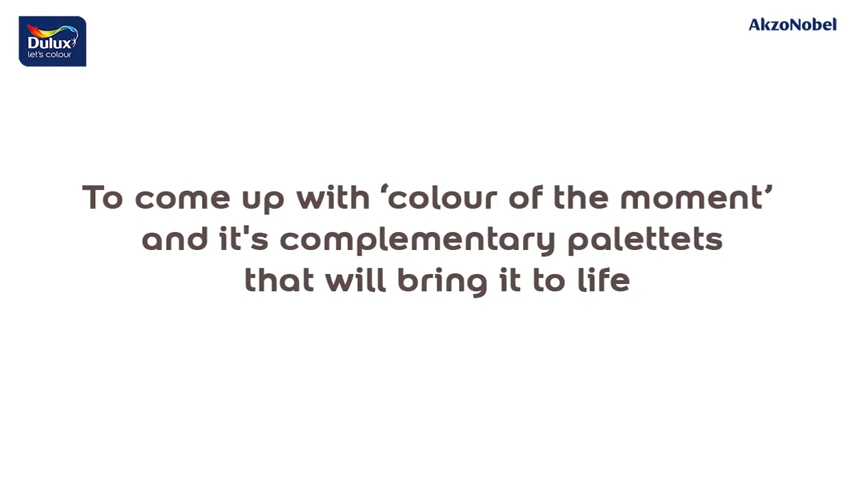 Dulux
let's colour
AkzoNobel
To come up with ‘colour of the moment’
and it's complementary palettets
that will bring it to life